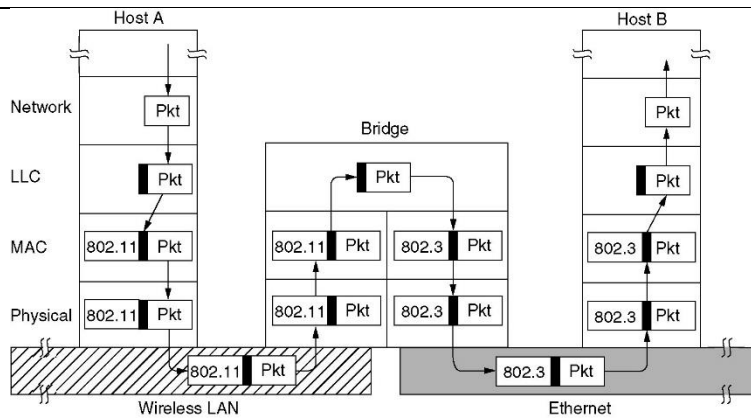 Host A
Host B
Network
Pkt
Pkt
Bridge
LLC
Pkt
Pkt
Pkt
MAC
802.11 Pkt
802.11 Pkt
802.3 Pkt
802.3 Pkt
Physical
802.11 Pkt
802.11 Pkt
802.3 Pkt
802.3 Pkt
802.11 Pkt
802.3 Pkt
Wireless LAN
Ethernet